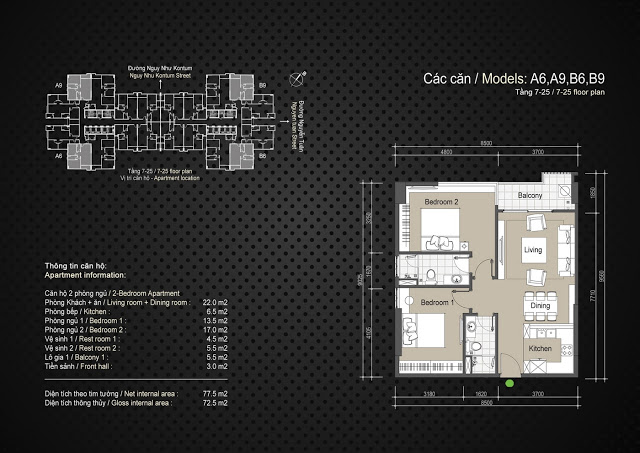 Đường Ngụy Như Kontum
Nguy Nhu Kontum Street
A9
B9
Đường Nguyễn Tuân
Nguyen tuan Street
A6
B6
Tầng 7-25 / 7-25 floor plan
Vị trí căn hộ - Apartment location
Các căn / Models: A6,A9,B6,B9
Tầng 7-25 / 7-25 floor plan
8500
4800
3700
Balcony
1850
Bedroom 2
3250
Living
9025
1670
7710
9560
Bedroom 1
Dining
4105
Kitchen
3180
1620
3700
8500
Thông tin căn hộ:
Apartment information:
Căn hộ 2 phòng ngủ / 2-Bedroom Apartment
Phòng Khách + ăn / Living room + Dining room : 22.0 m2
Phòng bếp / Kitchen : 6.5 m2
Phòng ngủ 1 / Bedroom 1 : 13.5 m2
Phòng ngủ 2 / Bedroom 2 : 17.0 m2
Vệ sinh 1 / Rest room 1 : 4.5 m2
Vệ sinh 2 / Rest room 2 : 5.5 m2
Lô gia 1 / Balcony 1 : 5.5 m2
Tiền sảnh / Front hall : 3.0 m2
Diện tích theo tim tường / Net internal area : 77.5 m2
Diện tích thông thủy / Gloss internal area : 72.5 m2